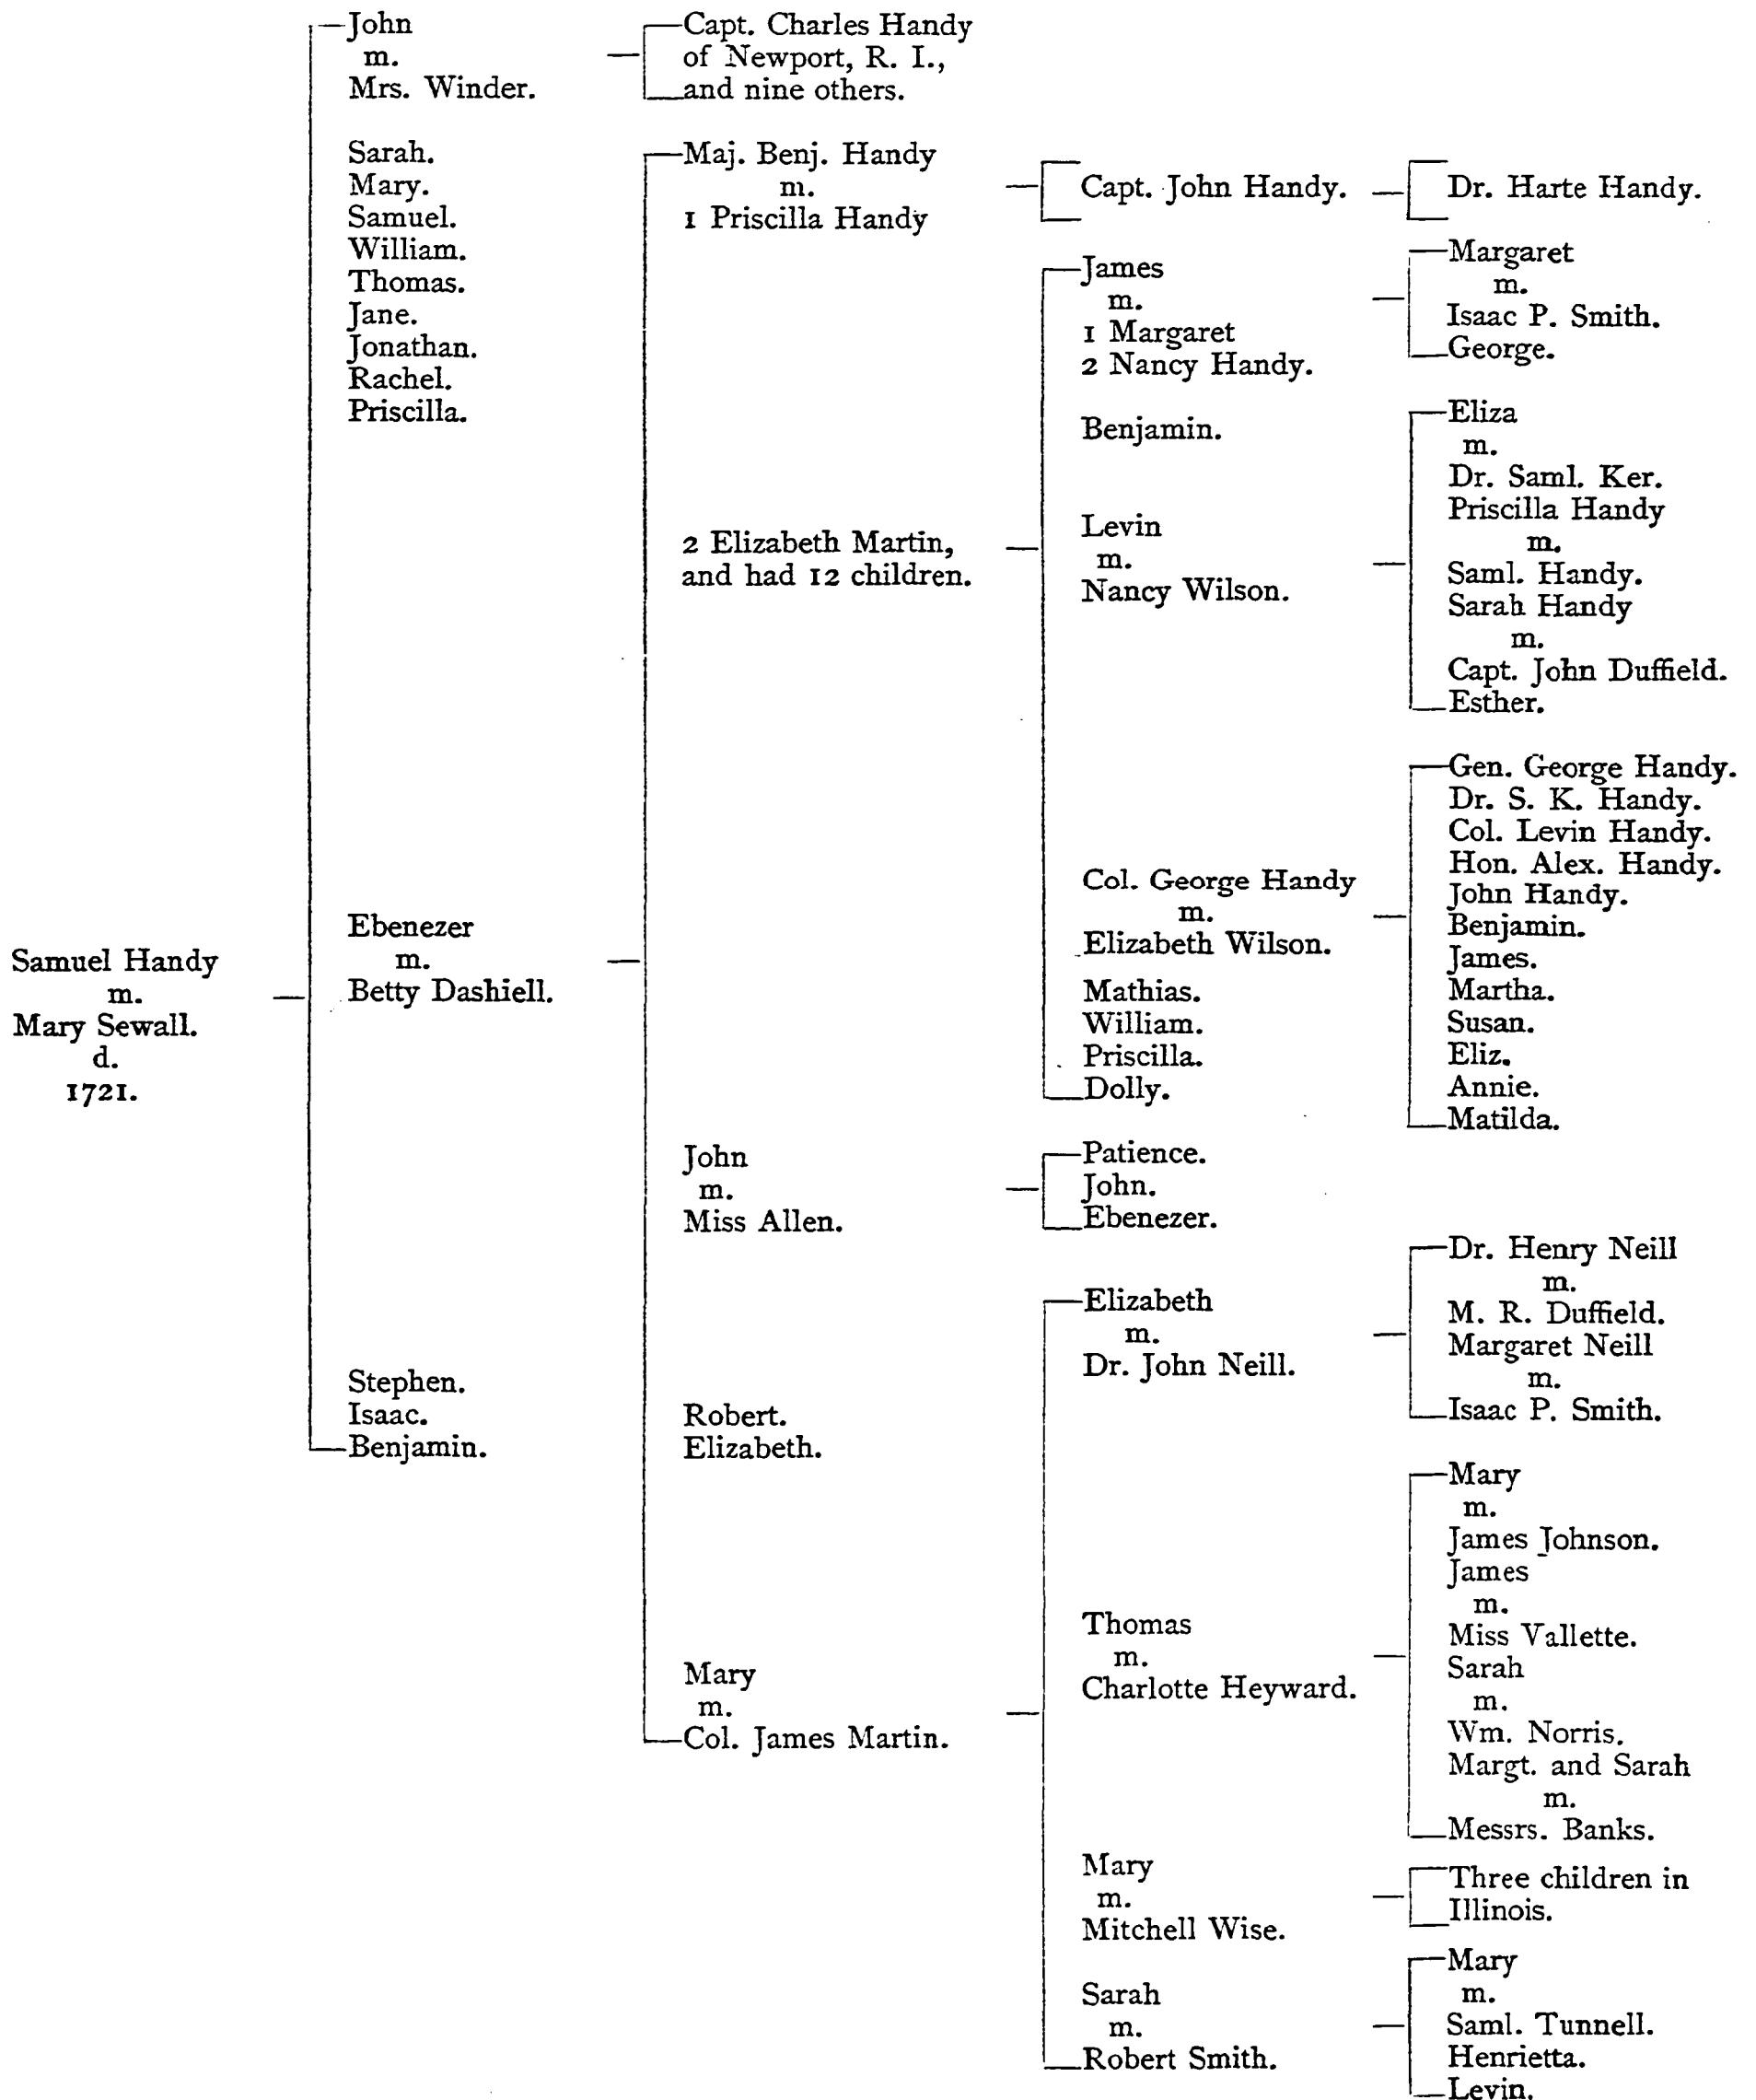 Samuel Handy
m.
Mary Sewall.
d.
1721.
John
m.
Mrs. Winder.
Sarah.
Mary.
Samuel.
William.
Thomas.
Jane.
Jonathan.
Rachel.
Priscilla.
Ebenezer
m.
Betty Dashiell.
Stephen.
Isaac.
Benjamin.
Capt. Charles Handy
of Newport, R. I.,
and nine others.
Maj. Benj. Handy
m.
1 Priscilla Handy
2 Elizabeth Martin,
and had 12 children.
John
m.
Miss Allen.
Robert.
Elizabeth.
Mary
m.
Col. James Martin.
Capt. John Handy.
James
m.
1 Margaret
2 Nancy Handy.
Benjamin.
Levin
m.
Nancy Wilson.
Col. George Handy
m.
Elizabeth Wilson.
Mathias.
William.
Priscilla.
Dolly.
Patience.
John.
Ebenezer.
Elizabeth
m.
Dr. John Neill.
Thomas
m.
Charlotte Heyward.
Mary
m.
Mitchell Wise.
Sarah
m.
Robert Smith.
Dr. Harte Handy.
Margaret
m.
Isaac P. Smith.
George.
Eliza
m.
Dr. Saml. Ker.
Priscilla Handy
m.
Saml. Handy.
Sarah Handy
m.
Capt. John Duffield.
Esther.
Gen. George Handy.
Dr. S. K. Handy.
Col. Levin Handy.
Hon. Alex. Handy.
John Handy.
Benjamin.
James.
Martha.
Susan.
Eliz.
Annie.
Matilda.
Dr. Henry Neill
m.
M. R. Duffield.
Margaret Neill
m.
Isaac P. Smith.
Mary
m.
James Johnson.
James
m.
Miss Vallette.
Sarah
m.
Wm. Norris.
Margt. and Sarah
m.
Messrs. Banks.
Three children in
Illinois.
Mary
m.
Saml. Tunnell.
Henrietta.
Levin.